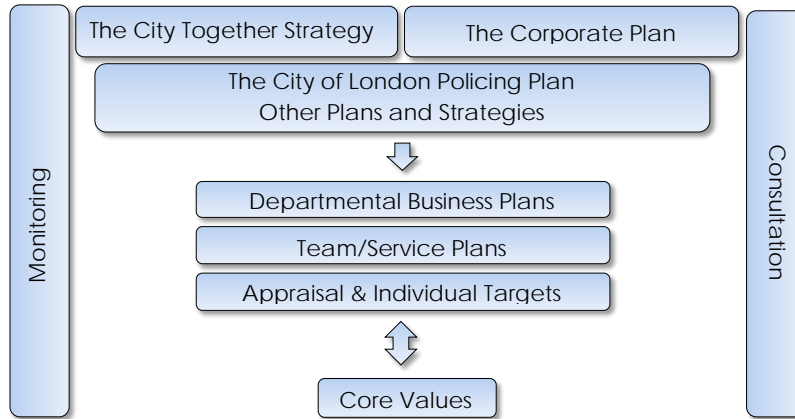 The City Together Strategy
The Corporate Plan
The City of London Policing Plan
Other Plans and Strategies
Monitoring
Consultation
Departmental Business Plans
Team/Service Plans
Appraisal & Individual Targets
Core Values